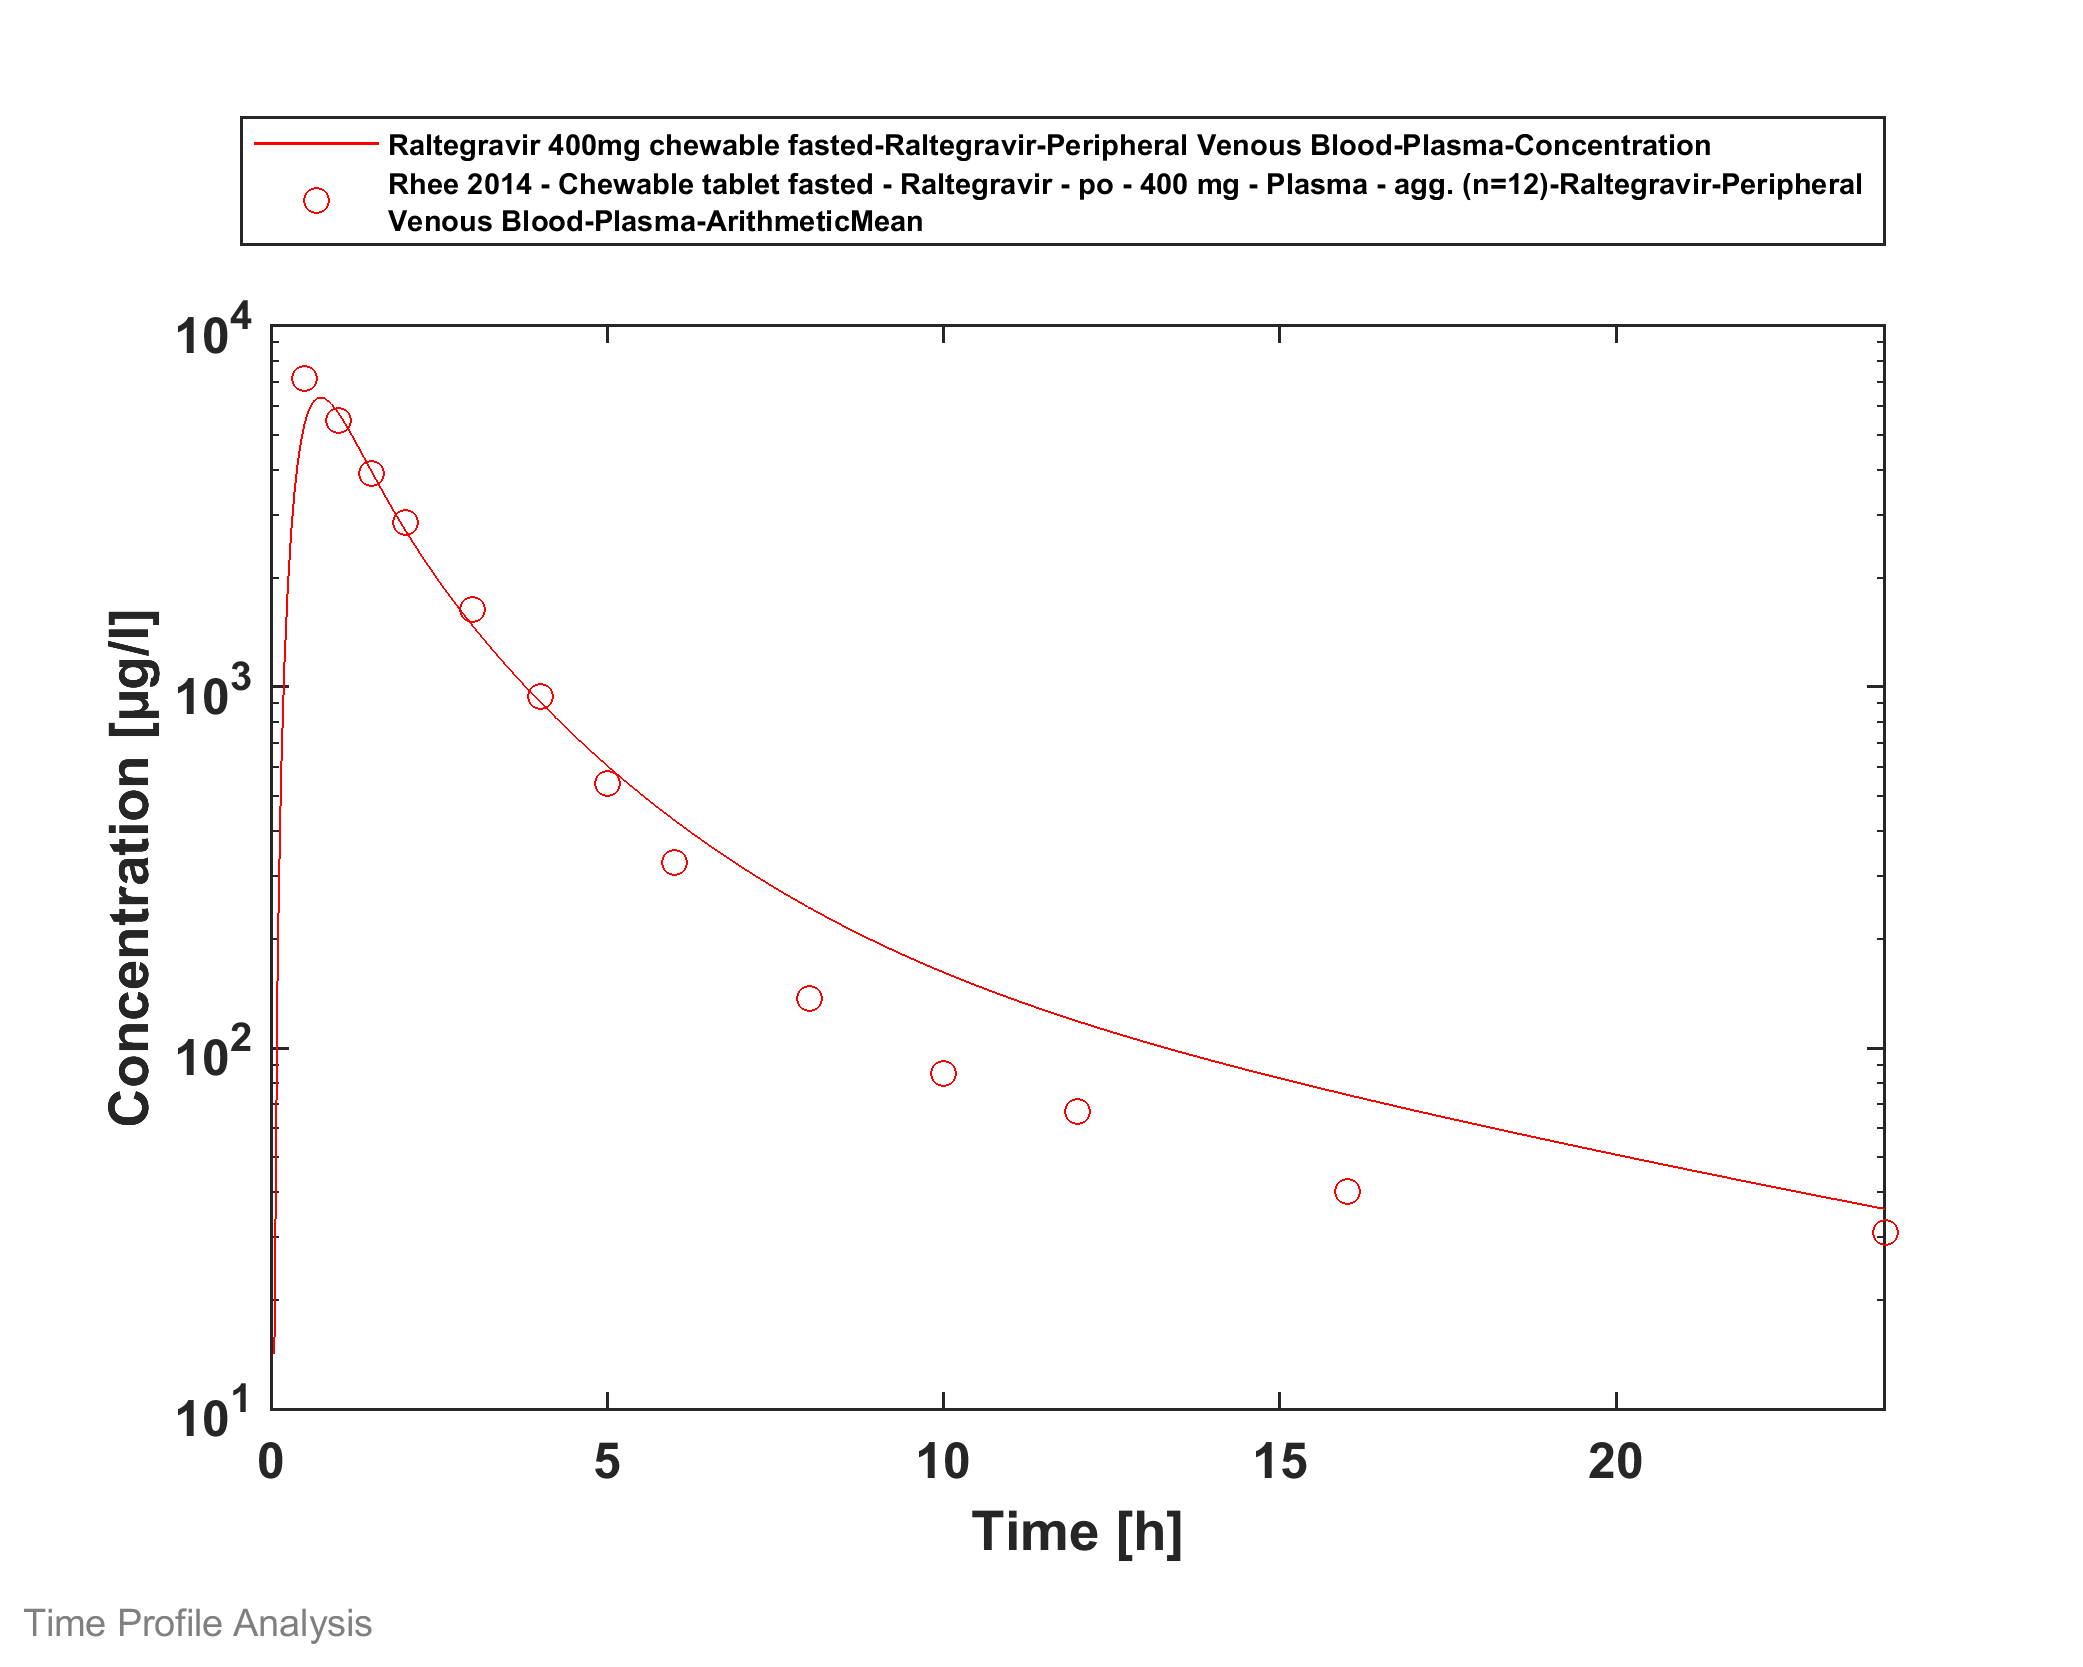 Raltegravir 400mg chewable fasted-Raltegravir-Peripheral Venous Blood-Plasma-Concentration
Rhee 2014 - Chewable tablet fasted - Raltegravir - po - 400 mg - Plasma - agg. (n=12)-Raltegravir-Peripheral
Venous Blood-Plasma-ArithmeticMean
10^4
10^3
10^2
10^1
Concentration [µg/l]
0 5 10 15 20
Time [h]
Time Profile Analysis